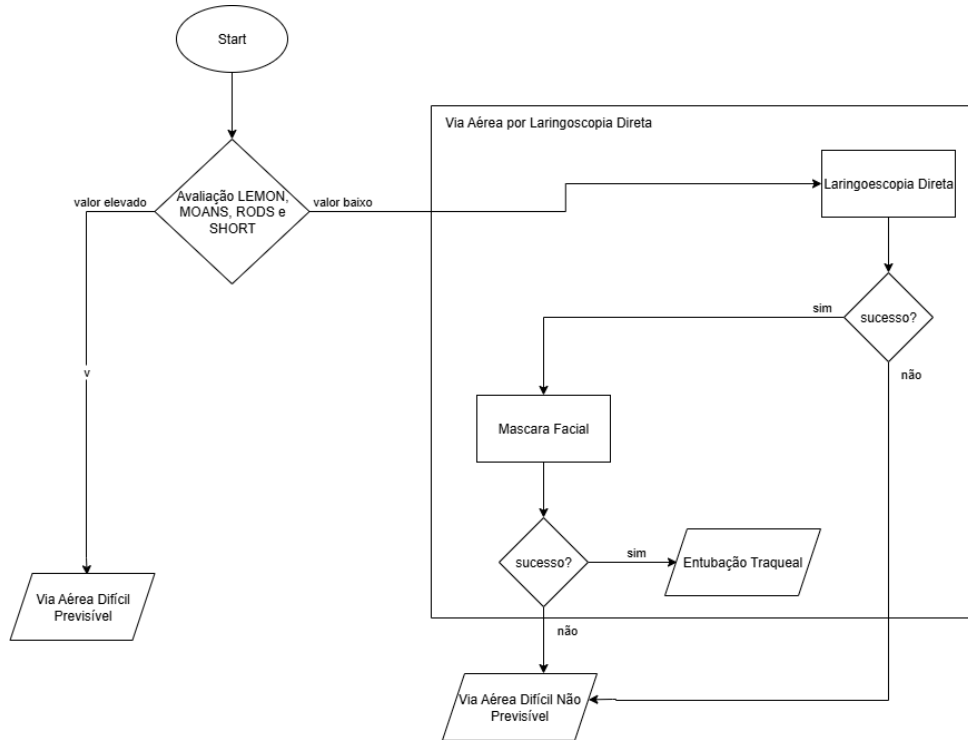 Start
Via Aérea por Laringoscopia Direta
Avaliação LEMON,
MOANS, RODS e
SHORT
valor elevado
valor baixo
Laringoescopia Direta
sucesso?
sim
não
v
Mascara Facial
sucesso?
sim
Entubação Traqueal
não
Via Aérea Difícil
Previsível
Via Aérea Difícil Não
Previsível